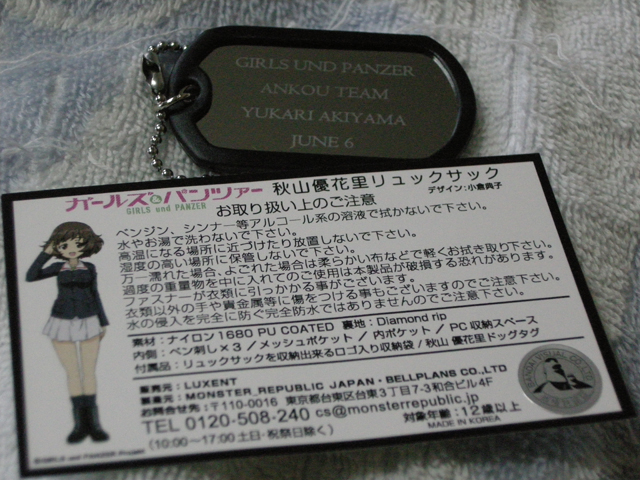 GIRLS UND PANZER
ANKOU TEAM
YUKARI AKIYAMA
JUNE 6
ガールズ&パンツァー 秋山優花里リュックサック
GIRLS und PANZER
デザイン:小倉典子
お取り扱い上のご注意
ベンジン、シンナー等アルコール系の溶液で拭かないで下さい。
水やお湯で洗わないで下さい。
高温になる場所に近づけたり放置しないで下さい。
湿度の高い場所に保管しないで下さい。
万一濡れた場合、よごれた場合は柔らかい布などで軽くお拭き取り下さい。
過度の重量物を中に入れてのご使用は本製品が破損する恐れがあります。
ファスナーが衣類に引っかかる事がございます。
衣類以外の手や貴金属等に傷をつける事もございますのでご注意下さい。
水の侵入を完全に防ぐ完全防水ではありませんのでご注意下さい。
素材:ナイロン1680 PU COATED 裏地:Diamond rip
内側:ペン刺し×3/メッシュポケット/内ポケット/PC収納スペース
付属品:リュックサックを収納出来るロゴ入り収納袋/秋山 優花里ドッグタグ
販売元:LUXENT
製造元:MONSTER REPUBLIC JAPAN・BELLPLANS CO.,LTD
お問合せ先:〒110-0016 東京都台東区台東3丁目7-3和合ビル4F
TEL 0120-508-240 cs@monsterrepublic.jp
(10:00〜17:00土日・祝祭日除く)
対象年齢:12歳以上
MADE IN KOREA
©GIRLS und PANZER Projekt